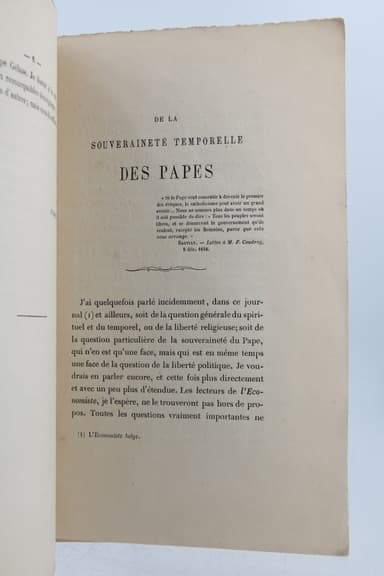 — 8 —
DE LA
SOUVERAINETÉ TEMPORELLE
DES PAPES
« Si le Pape veut consentir à devenir le premier
des évêques, le catholicisme peut avoir un grand
avenir... Nous ne sommes plus dans un temps où
il soit possible de dire : « Tous les peuples seront
libres, et se donneront le gouvernement qu'ils
veulent, excepté les Romains, parce que cela
nous arrange. »
BASTIAT. — Lettre à M. P. Coudroy,
8 déc. 1854.
J'ai quelquefois parlé incidemment, dans ce jour-
nal (1) et ailleurs, soit de la question générale du spiri-
tuel et du temporel, ou de la liberté religieuse; soit de
la question particulière de la souveraineté du Pape,
qui n'en est qu'une face, mais qui est en même temps
une face de la question de la liberté politique. Je vou-
drais en parler encore, et cette fois plus directement
et avec un peu plus d'étendue. Les lecteurs de l'Eco-
nomiste, je l'espère, ne le trouveront pas hors de pro-
pos. Toutes les questions vraiment importantes ne
(1) L'Economiste belge.